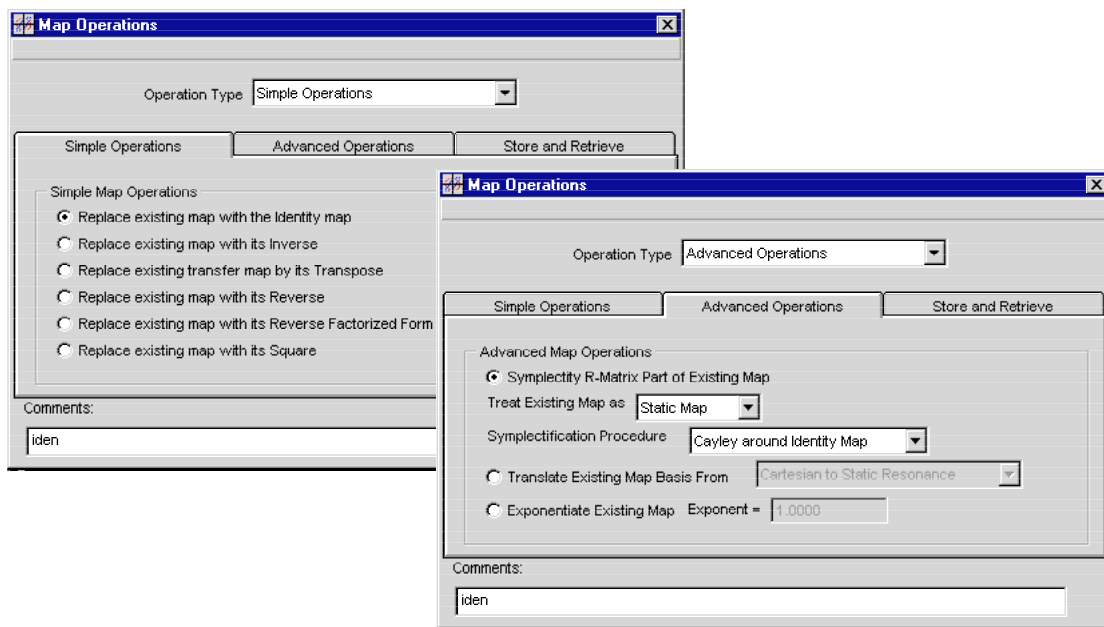 Map Operations
Operation Type Simple Operations
Simple Operations Advanced Operations Store and Retrieve
Simple Map Operations
Replace existing map with the Identity map
Replace existing map with its Inverse
Replace existing transfer map by its Transpose
Replace existing map with its Reverse
Replace existing map with its Reverse Factorized Form
Replace existing map with its Square
Comments:
iden
Map Operations
Operation Type Advanced Operations
Simple Operations Advanced Operations Store and Retrieve
Advanced Map Operations
Symplectity R-Matrix Part of Existing Map
Treat Existing Map as Static Map
Symplectification Procedure Cayley around Identity Map
Translate Existing Map Basis From Cartesian to Static Resonance
Exponentiate Existing Map Exponent = 1.0000
Comments:
iden